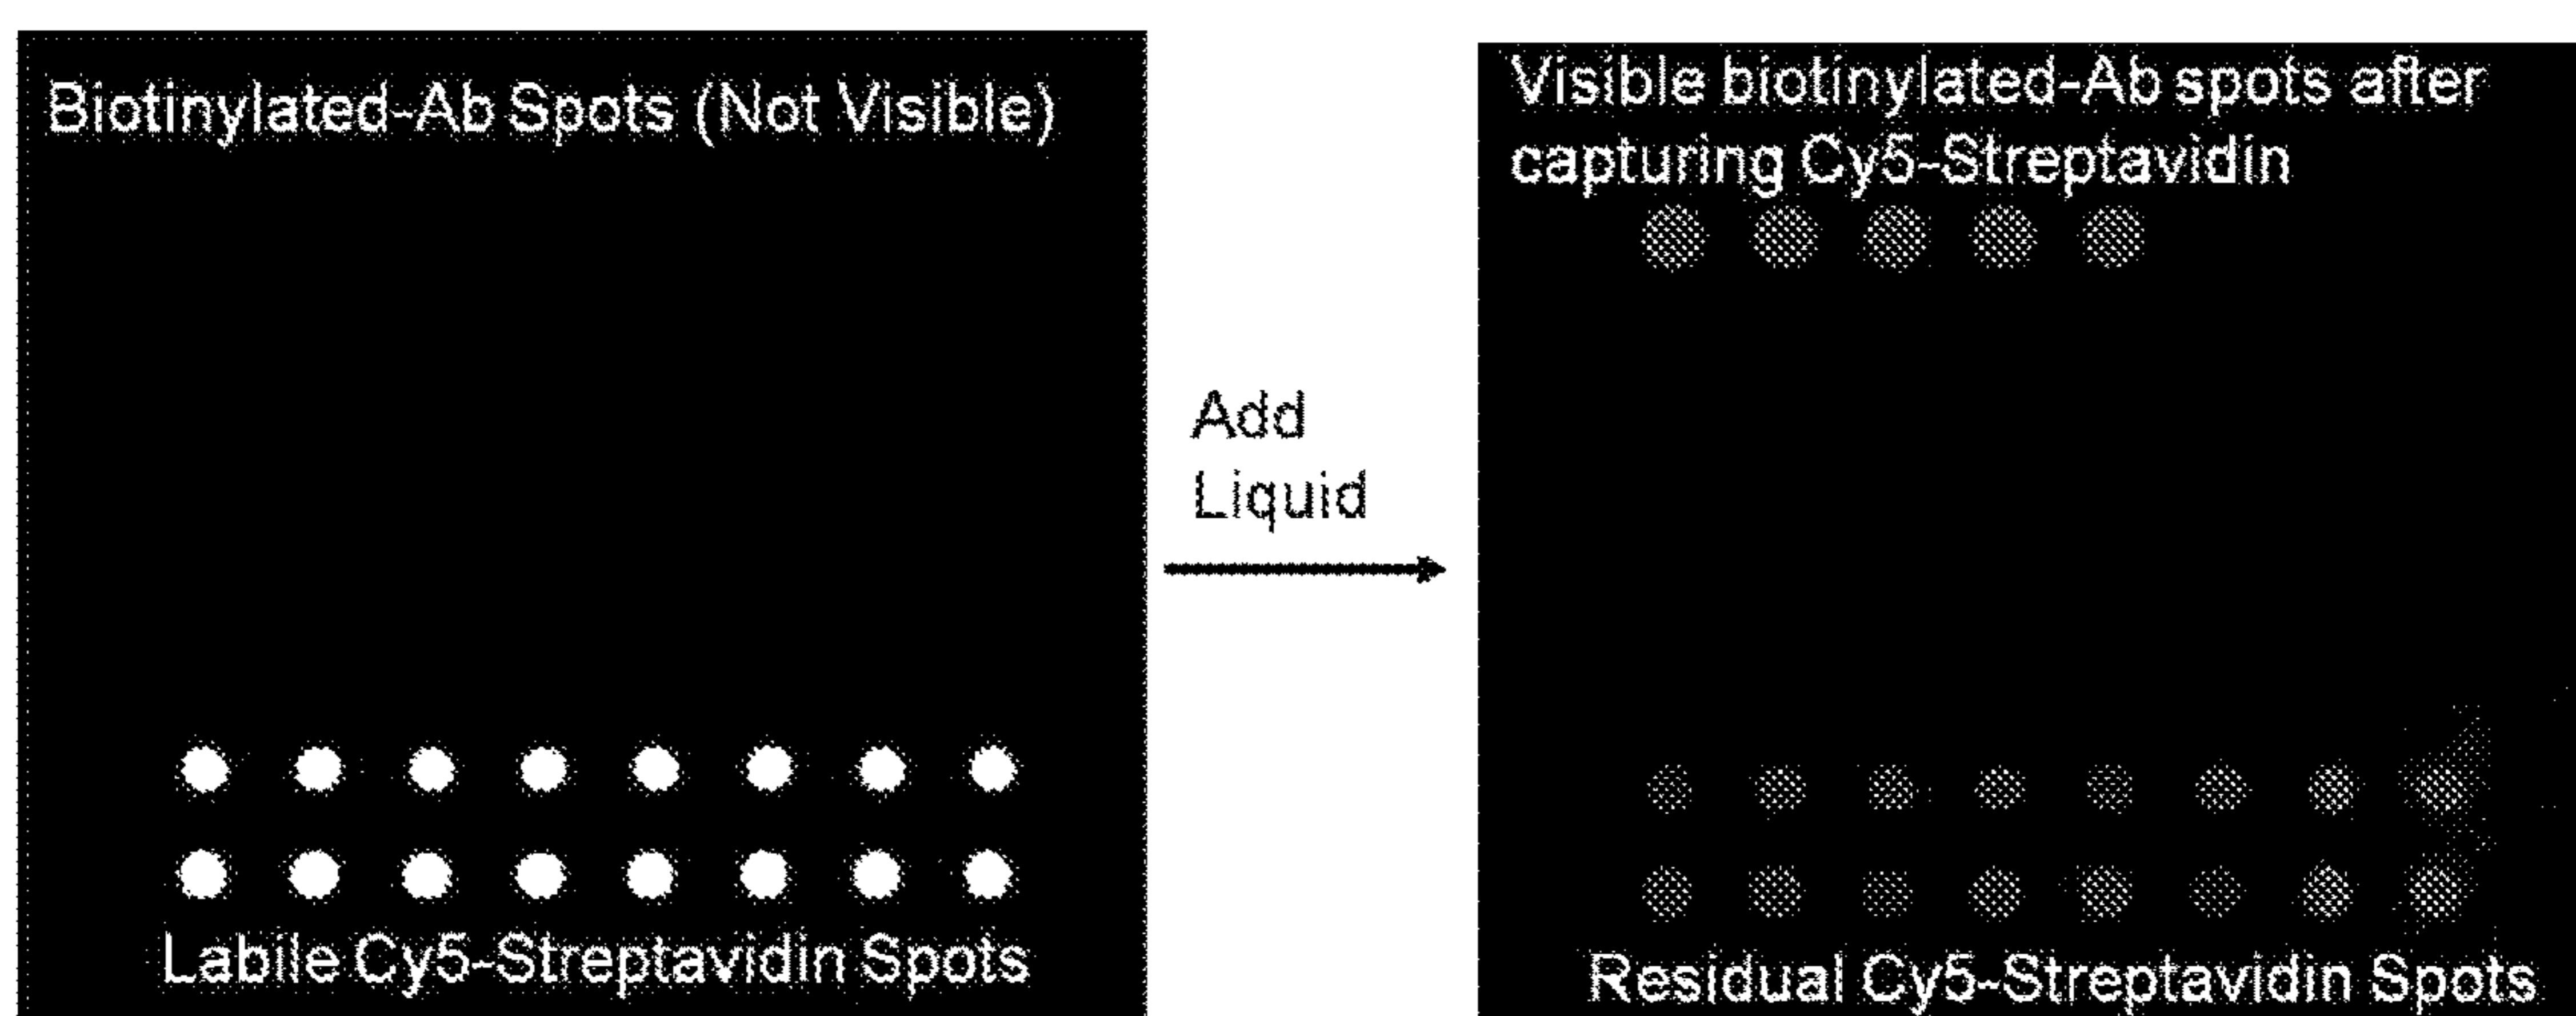 Biotinylated-Ab Spots (Not Visible)
Labile Cy5-Streptavidin Spots
Add
Liquid
Visible biotinylated-Ab spots after
capturing Cy5-Streptavidin
Residual Cy5-Streptavidin Spots